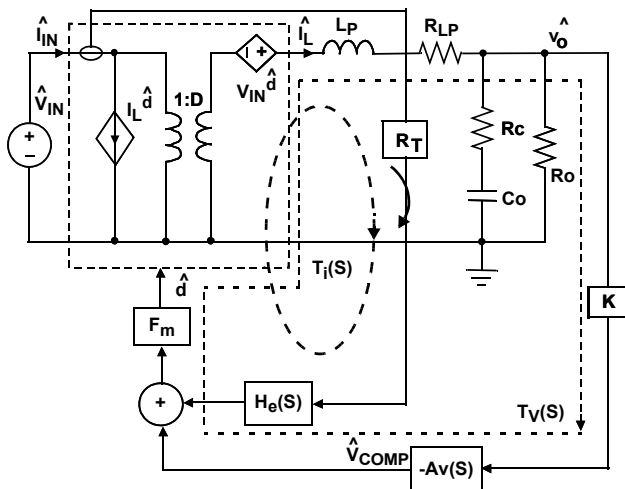 Î_IN
Î_L
L_P
R_LP
v̂_o
V̂_IN
+
−
I_L d̂
1:D
+
V_IN d̂
R_T
Rc
Ro
Co
T_i(S)
d̂
K
F_m
+
H_e(S)
T_V(S)
V̂_COMP
-Av(S)